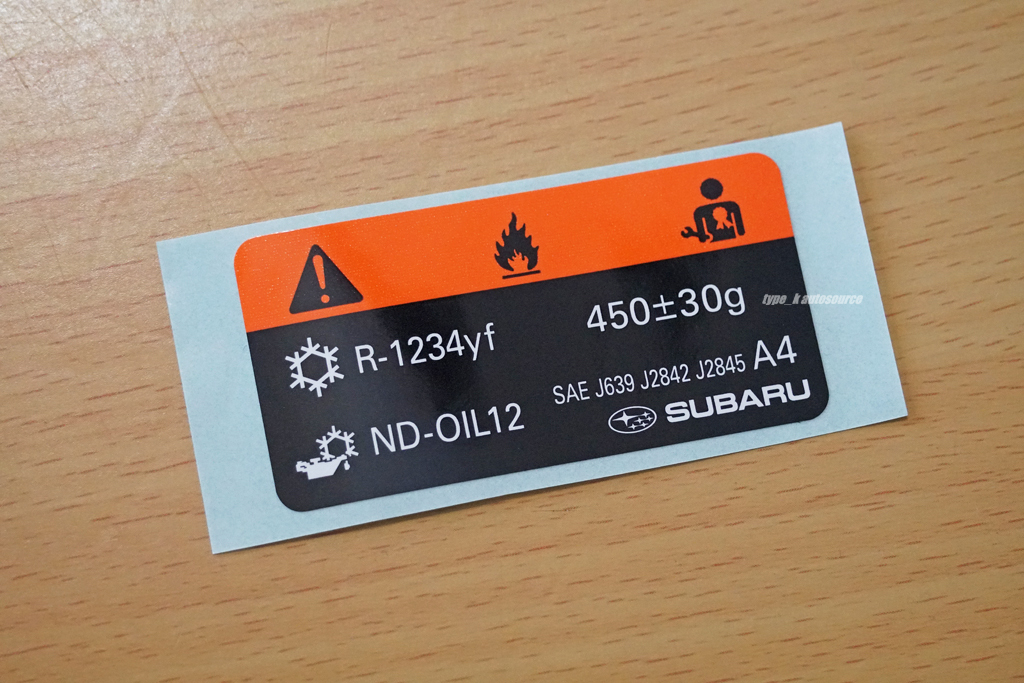 R-1234yf
450±30g
type_k autosource
SAE J639 J2842 J2845 A4
ND-OIL12
SUBARU